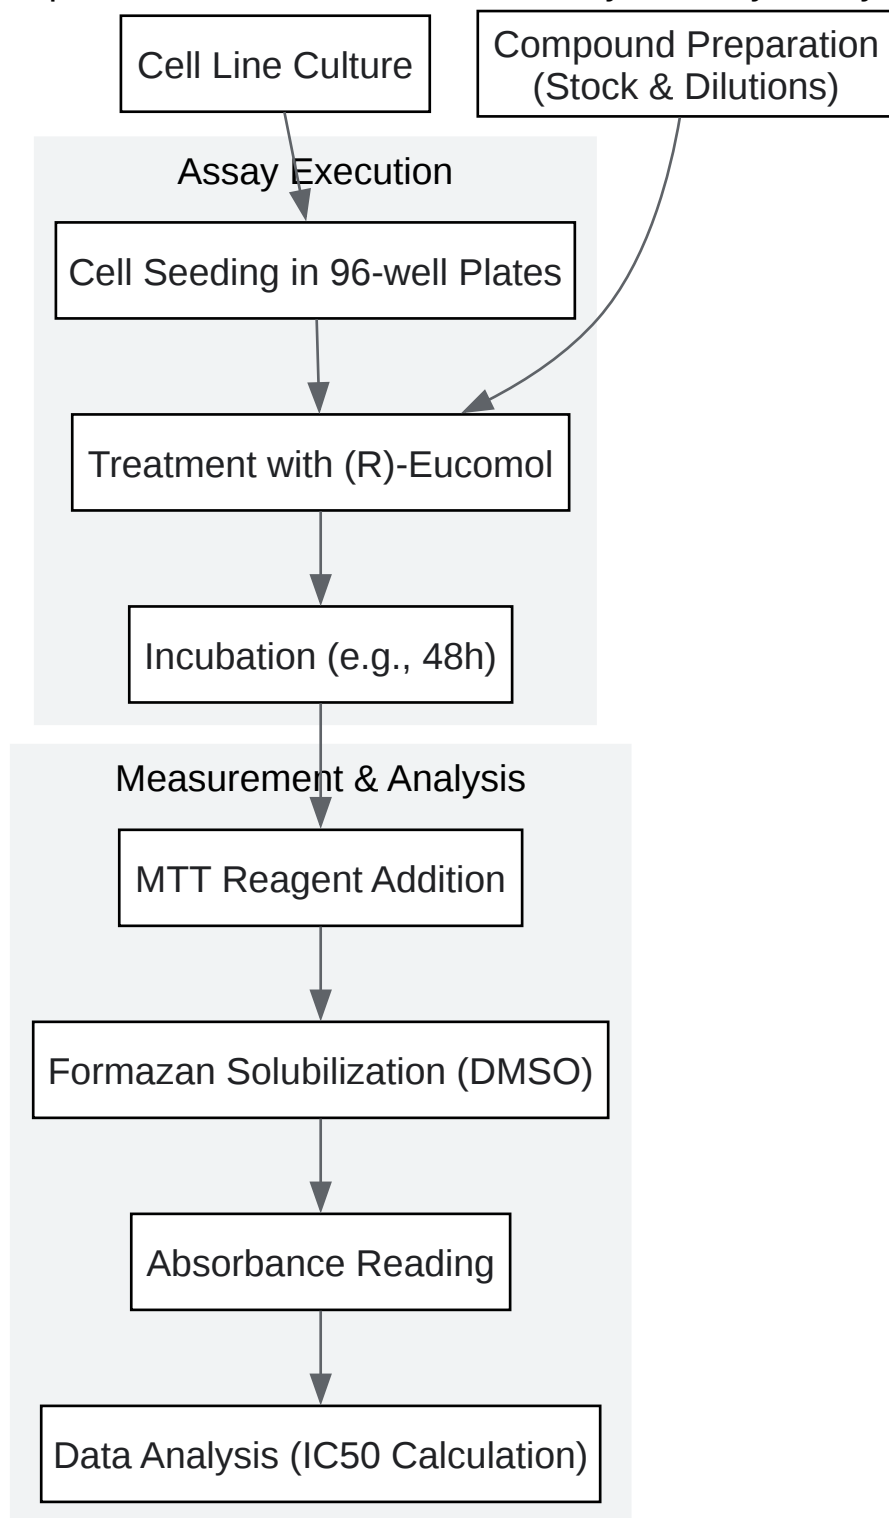 Cell Line Culture
Compound Preparation
(Stock & Dilutions)
Assay Execution
Cell Seeding in 96-well Plates
Treatment with (R)-Eucomol
Incubation (e.g., 48h)
Measurement & Analysis
MTT Reagent Addition
Formazan Solubilization (DMSO)
Absorbance Reading
Data Analysis (IC50 Calculation)